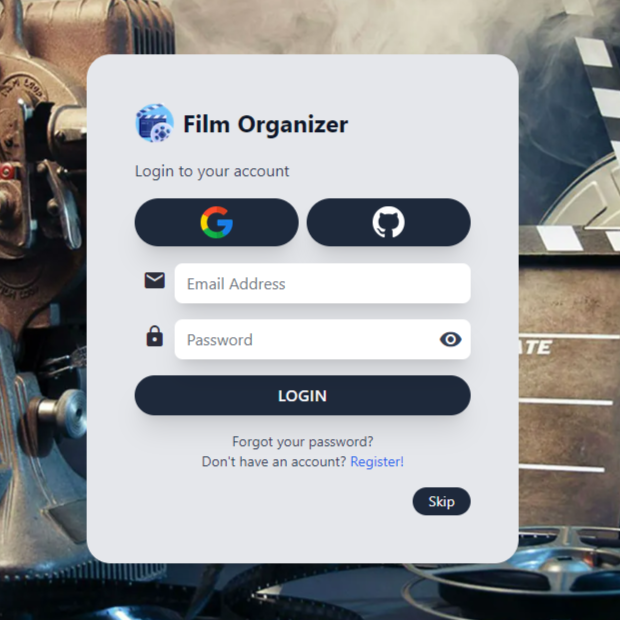 Film Organizer
Login to your account
Email Address
Password
LOGIN
Forgot your password?
Don't have an account? Register!
Skip